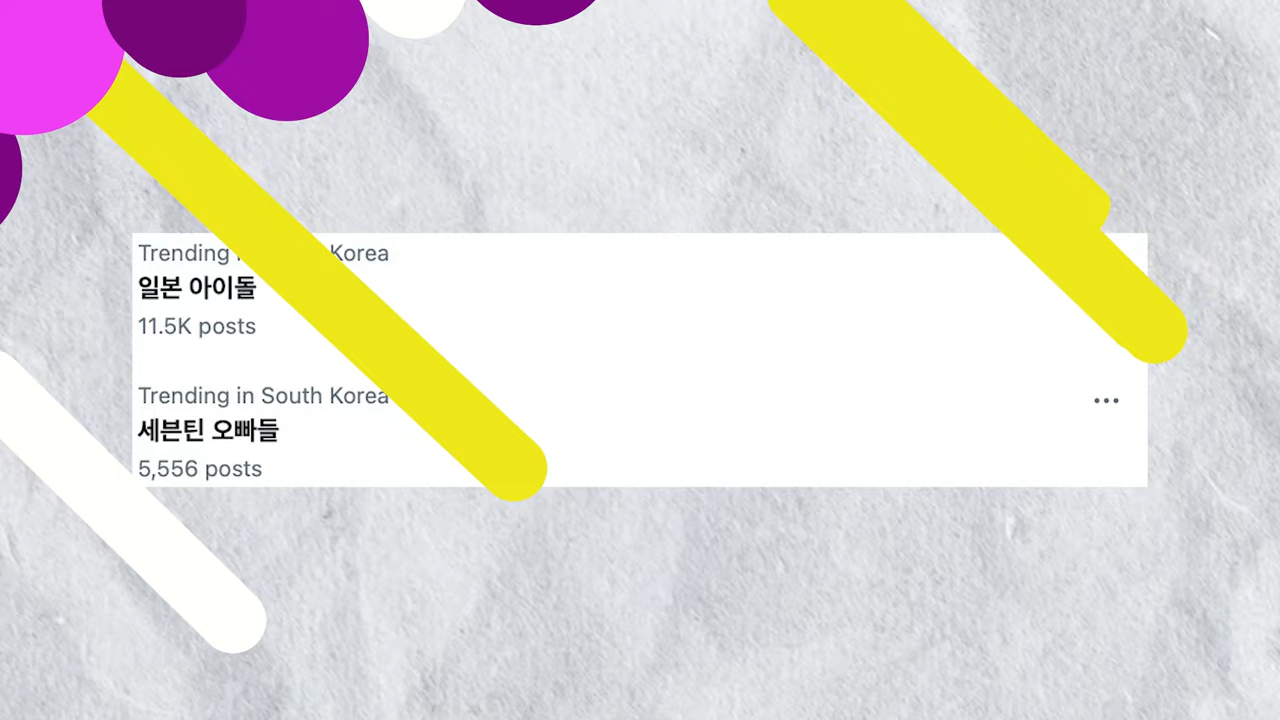 Trending Korea
일본 아이돌
11.5K posts
Trending in South Korea
세븐틴 오빠들
5,556 posts